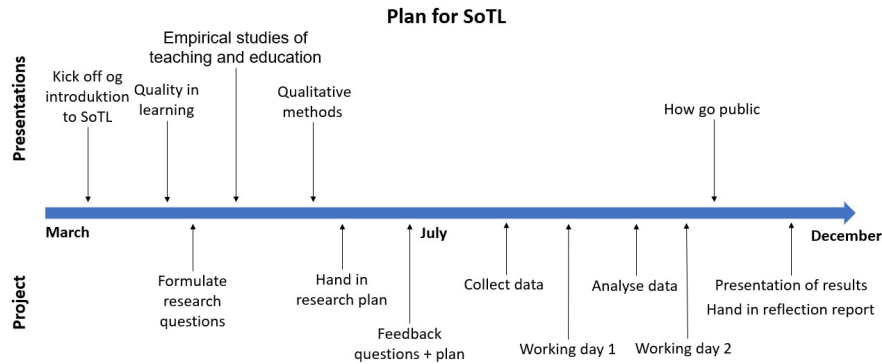 Plan for SoTL
Presentations
Kick off og
introduktion
to SoTL
Quality in
learning
Empirical studies of
teaching and education
Qualitative
methods
How go public
March
July
December
Project
Formulate
research
questions
Hand in
research plan
Feedback
questions + plan
Collect data
Working day 1
Analyse data
Working day 2
Presentation of results
Hand in reflection report